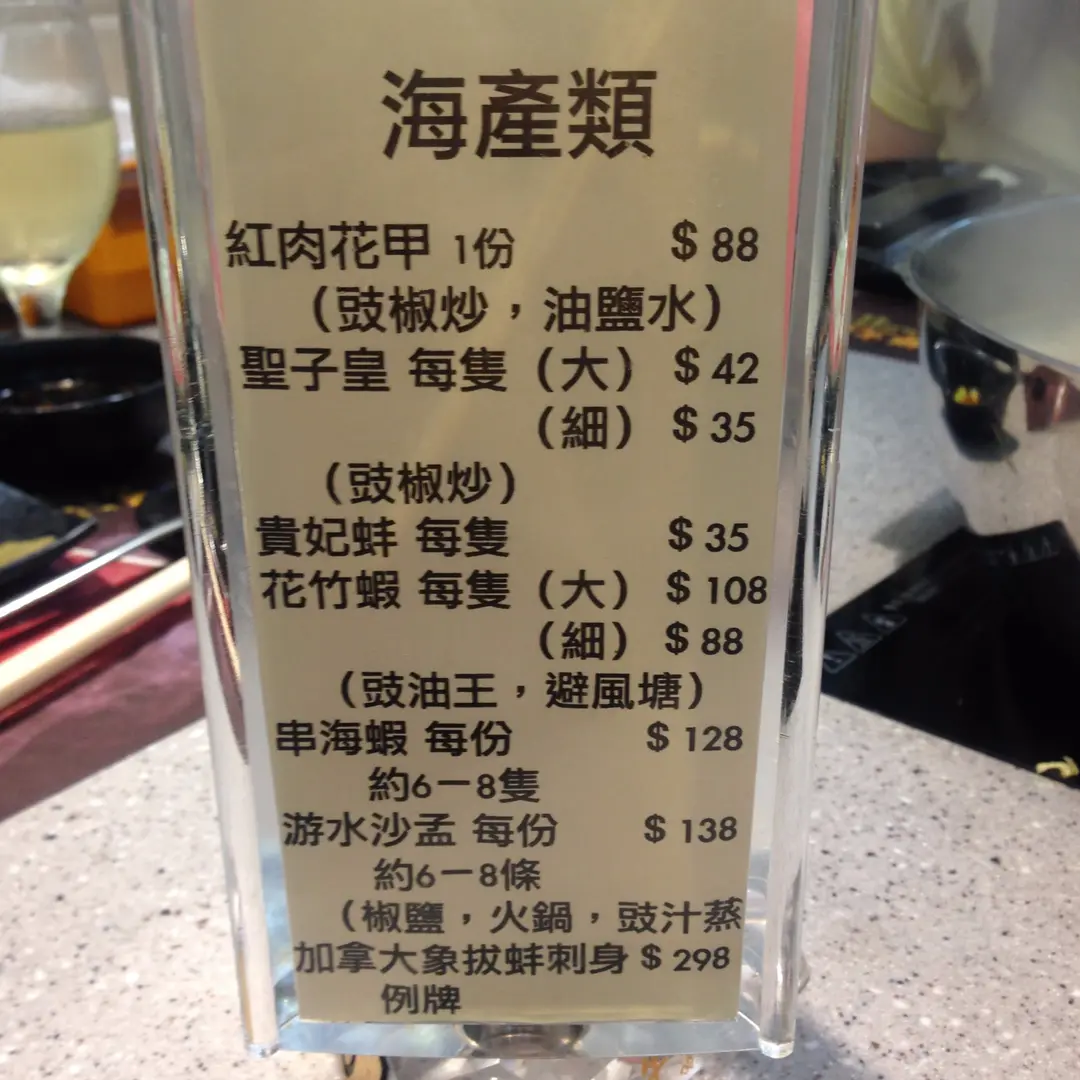 海產類
紅肉花甲 1份 $ 88
（豉椒炒，油鹽水）
聖子皇 每隻（大） $ 42
（細） $ 35
（豉椒炒）
貴妃蚌 每隻 $ 35
花竹蝦 每隻（大） $ 108
（細） $ 88
（豉油王，避風塘）
串海蝦 每份 $ 128
約6－8隻
游水沙孟 每份 $ 138
約6－8條
（椒鹽，火鍋，豉汁蒸
加拿大象拔蚌刺身 $ 298
例牌